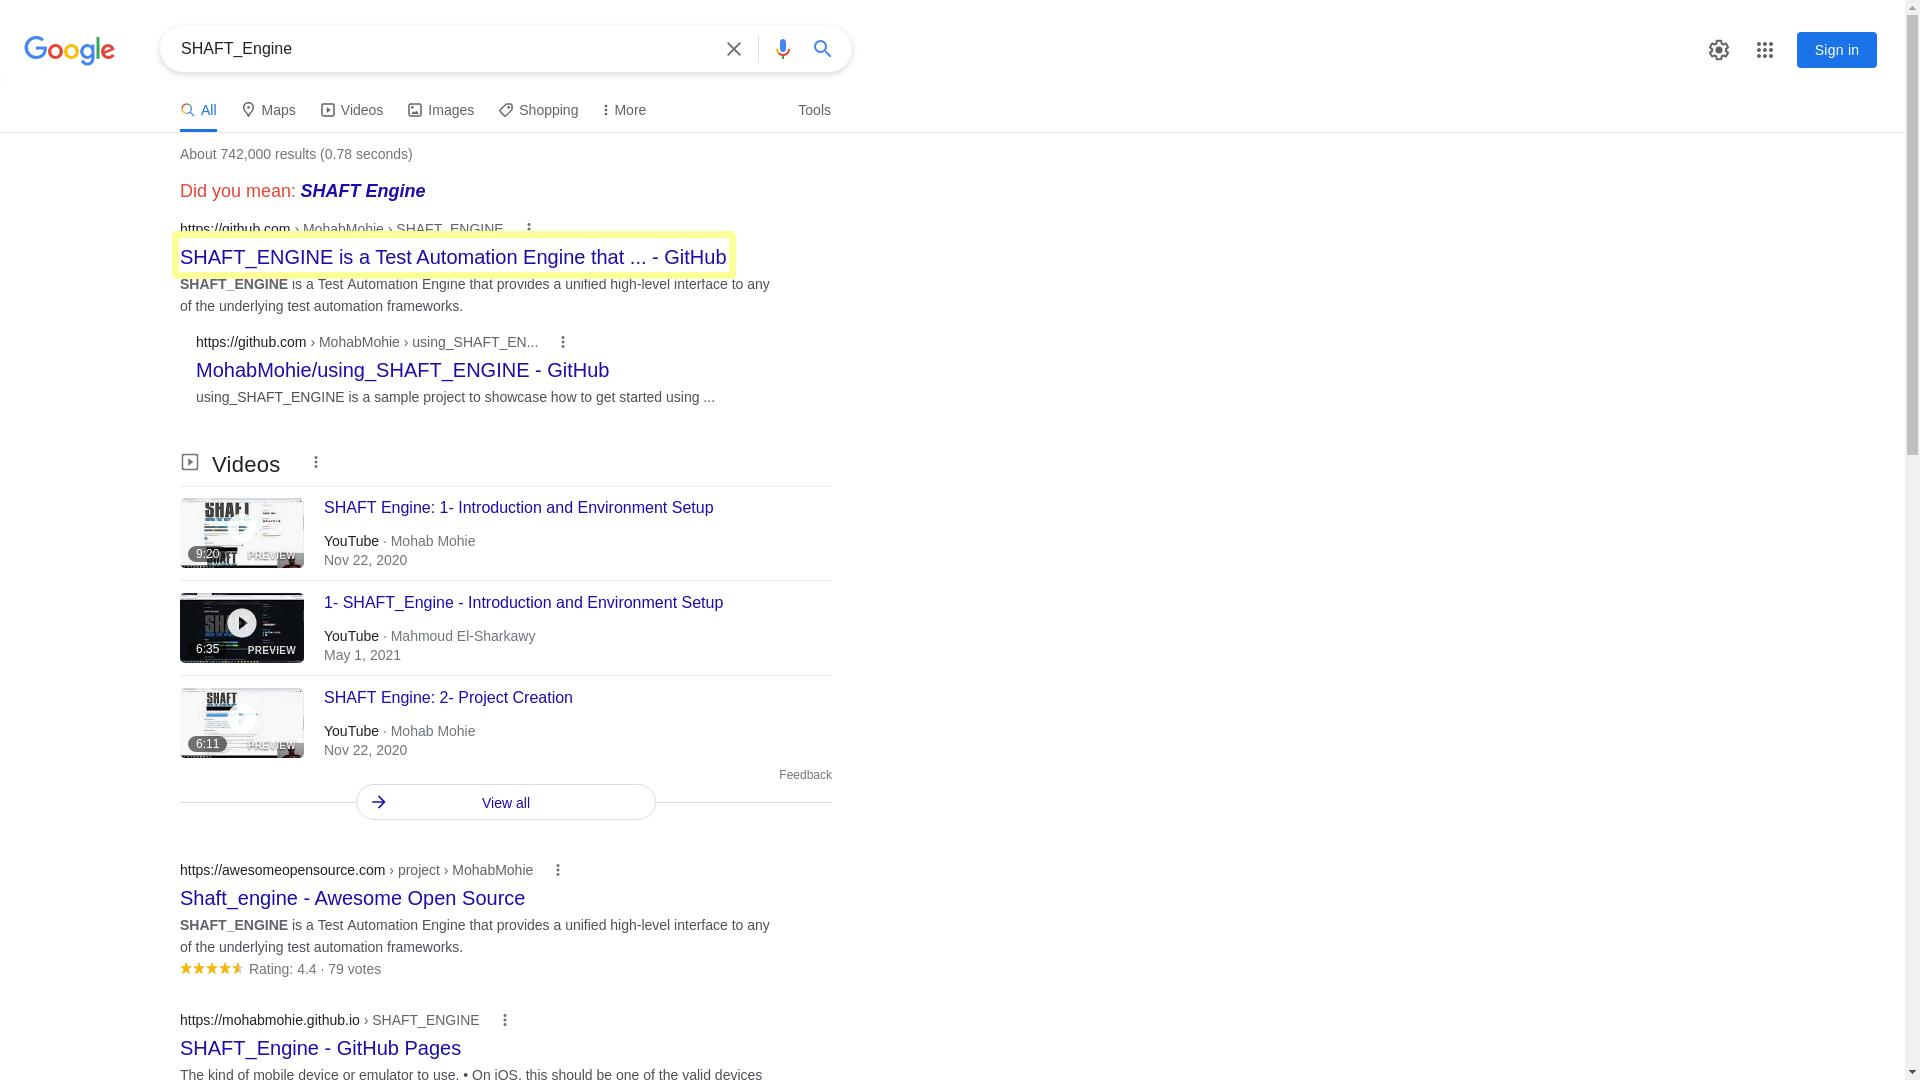 Google
SHAFT_Engine
Sign in
All
Maps
Videos
Images
Shopping
More
Tools
About 742,000 results (0.78 seconds)
Did you mean: SHAFT Engine
https://github.com › MohabMohie › SHAFT_ENGINE
SHAFT_ENGINE is a Test Automation Engine that ... - GitHub
SHAFT_ENGINE is a Test Automation Engine that provides a unified high-level interface to any
of the underlying test automation frameworks.
https://github.com › MohabMohie › using_SHAFT_EN...
MohabMohie/using_SHAFT_ENGINE - GitHub
using_SHAFT_ENGINE is a sample project to showcase how to get started using ...
Videos
SHAFT
9:20
PREVIEW
SHAFT Engine: 1- Introduction and Environment Setup
YouTube · Mohab Mohie
Nov 22, 2020
6:35
PREVIEW
1- SHAFT_Engine - Introduction and Environment Setup
YouTube · Mahmoud El-Sharkawy
May 1, 2021
SHAFT
6:11
PREVIEW
SHAFT Engine: 2- Project Creation
YouTube · Mohab Mohie
Nov 22, 2020
Feedback
View all
https://awesomeopensource.com › project › MohabMohie
Shaft_engine - Awesome Open Source
SHAFT_ENGINE is a Test Automation Engine that provides a unified high-level interface to any
of the underlying test automation frameworks.
Rating: 4.4 · 79 votes
https://mohabmohie.github.io › SHAFT_ENGINE
SHAFT_Engine - GitHub Pages
The kind of mobile device or emulator to use. • On iOS, this should be one of the valid devices